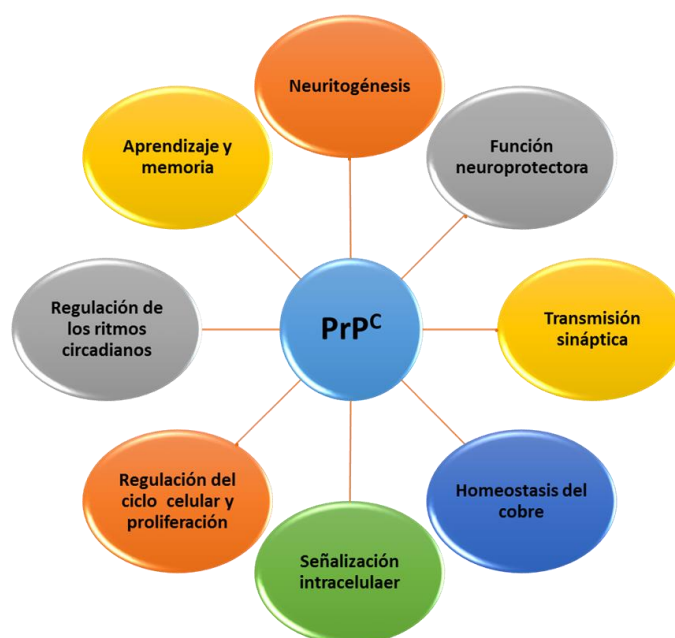 Neuritogénesis
Función
neuroprotectora
Transmisión
sináptica
Homeostasis del
cobre
Señalización
intracelulaer
Regulación del
ciclo celular y
proliferación
Regulación de
los ritmos
circadianos
Aprendizaje y
memoria
PrPᶜ